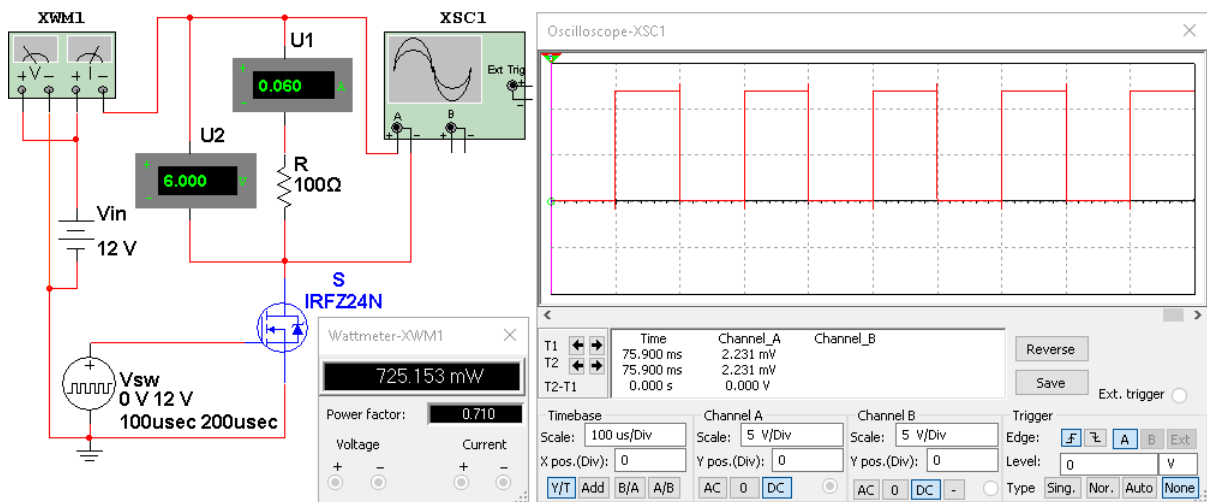 XWM1
+ V - + I -
U1
+ 0.060 A
-
U2
+ 6.000 V
-
R
100Ω
Vin
12 V
S
IRFZ24N
Vsw
0 V 12 V
100usec 200usec
XSC1
Ext Trig
+
-
A
B
+ - + -
Wattmeter-XWM1
725.153 mW
Power factor: 0.710
Voltage Current
+ - + -
Oscilloscope-XSC1
Time Channel_A Channel_B
T1 75.900 ms 2.231 mV
T2 75.900 ms 2.231 mV
T2-T1 0.000 s 0.000 V
Reverse
Save
Ext. trigger
Timebase Channel A Channel B Trigger
Scale: 100 us/Div Scale: 5 V/Div Scale: 5 V/Div Edge: A B Ext
X pos.(Div): 0 Y pos.(Div): 0 Y pos.(Div): 0 Level: 0 V
Y/T Add B/A A/B AC 0 DC AC 0 DC - Type Sing. Nor. Auto None